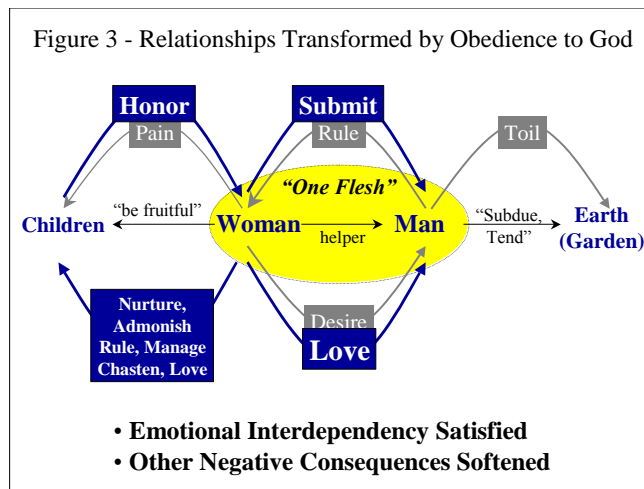 Figure 3 - Relationships Transformed by Obedience to God
Honor
Submit
Pain
Rule
Toil
“One Flesh”
“be fruitful”
Children
Woman
helper
Man
“Subdue,
Tend”
Earth
(Garden)
Nurture,
Admonish
Rule, Manage
Chasten, Love
Desire
Love
• Emotional Interdependency Satisfied
• Other Negative Consequences Softened